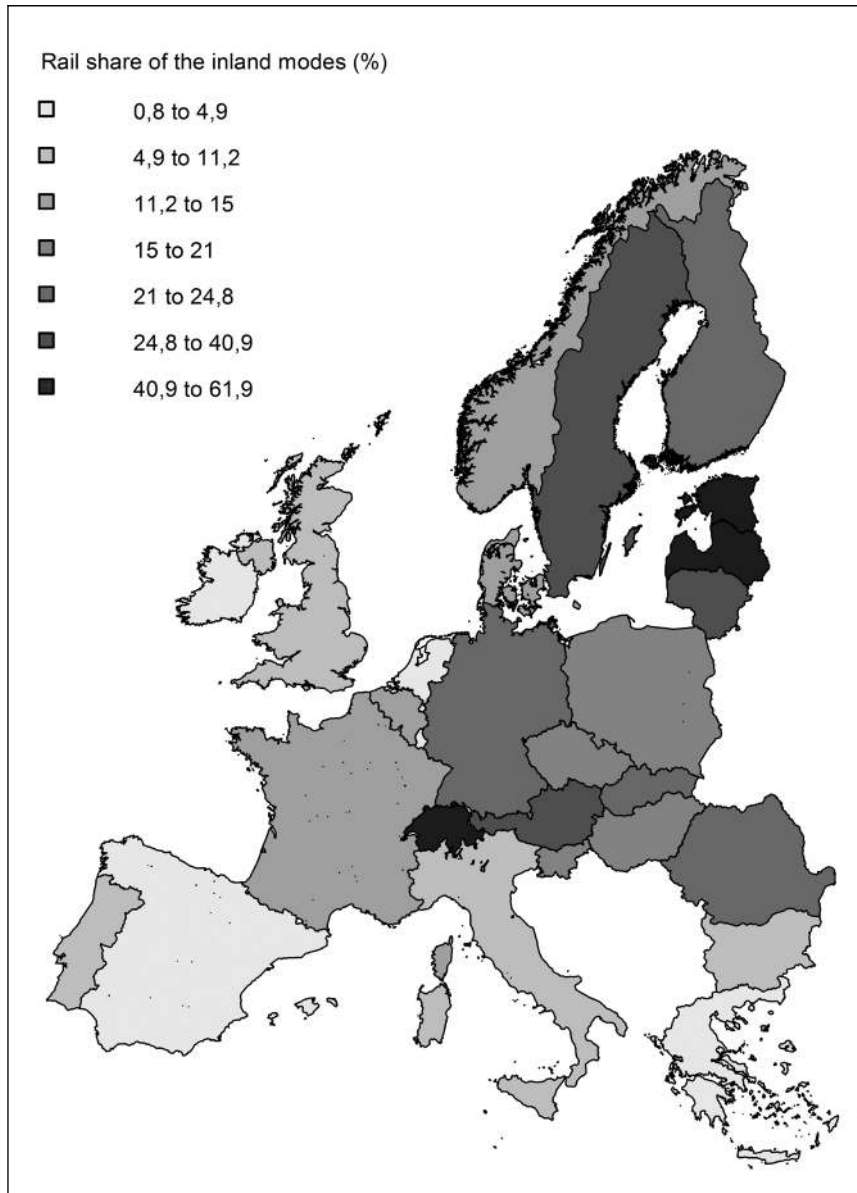 Rail share of the inland modes (%)
0,8 to 4,9
4,9 to 11,2
11,2 to 15
15 to 21
21 to 24,8
24,8 to 40,9
40,9 to 61,9